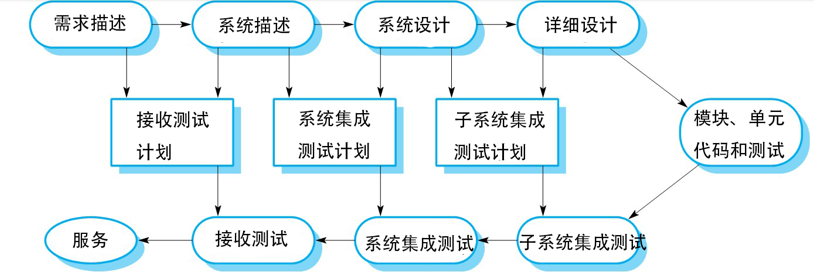 需求描述
系统描述
系统设计
详细设计
接收测试
计划
系统集成
测试计划
子系统集成
测试计划
模块、单元
代码和测试
服务
接收测试
系统集成测试
子系统集成测试